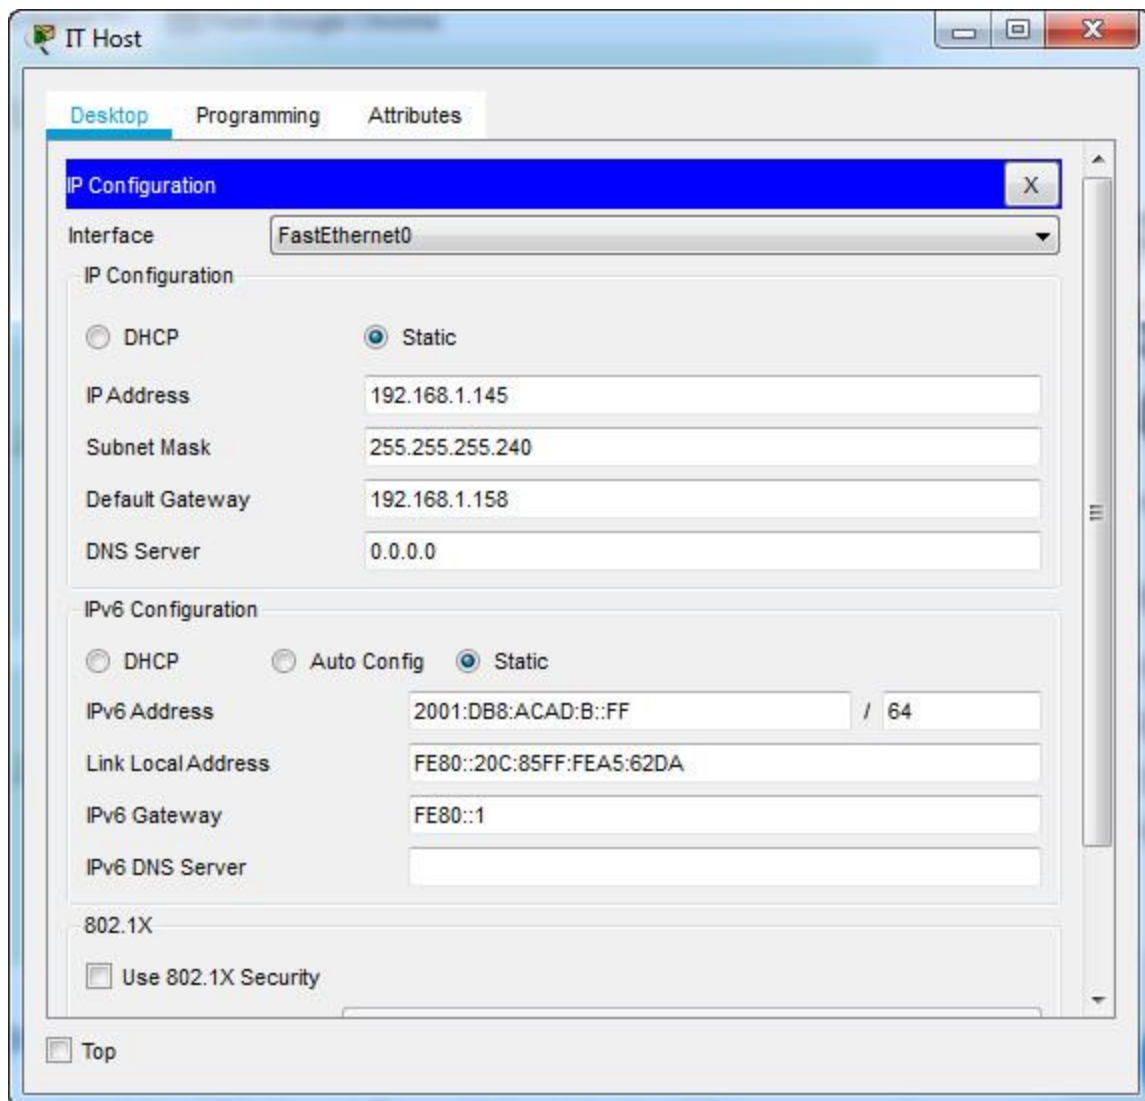 IT Host
Desktop Programming Attributes
IP Configuration X
Interface FastEthernet0
IP Configuration
DHCP Static
IP Address 192.168.1.145
Subnet Mask 255.255.255.240
Default Gateway 192.168.1.158
DNS Server 0.0.0.0
IPv6 Configuration
DHCP Auto Config Static
IPv6 Address 2001:DB8:ACAD:B::FF / 64
Link Local Address FE80::20C:85FF:FEA5:62DA
IPv6 Gateway FE80::1
IPv6 DNS Server
802.1X
Use 802.1X Security
Top